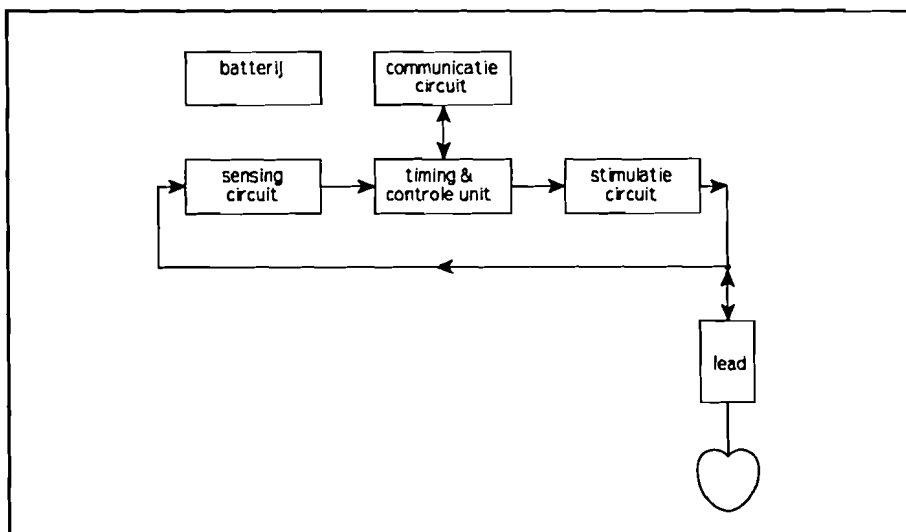 batterij
communicatie
circuit
sensing
circuit
timing &
controle unit
stimulatie
circuit
lead